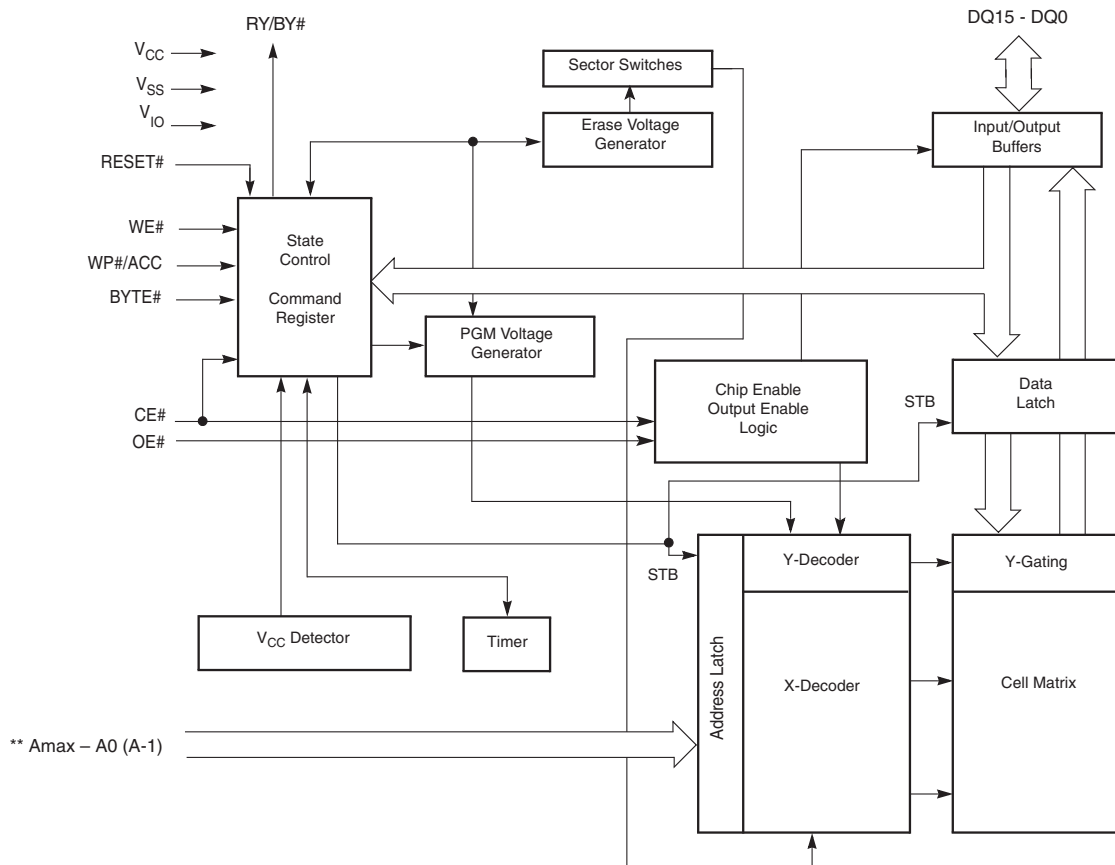 RY/BY#
DQ15 - DQ0
VCC
VSS
VIO
RESET#
WE#
WP#/ACC
BYTE#
CE#
OE#
Sector Switches
Erase Voltage
Generator
Input/Output
Buffers
State
Control
Command
Register
PGM Voltage
Generator
Chip Enable
Output Enable
Logic
STB
Data
Latch
STB
Y-Decoder
Y-Gating
VCC Detector
Timer
Address Latch
X-Decoder
Cell Matrix
** Amax – A0 (A-1)